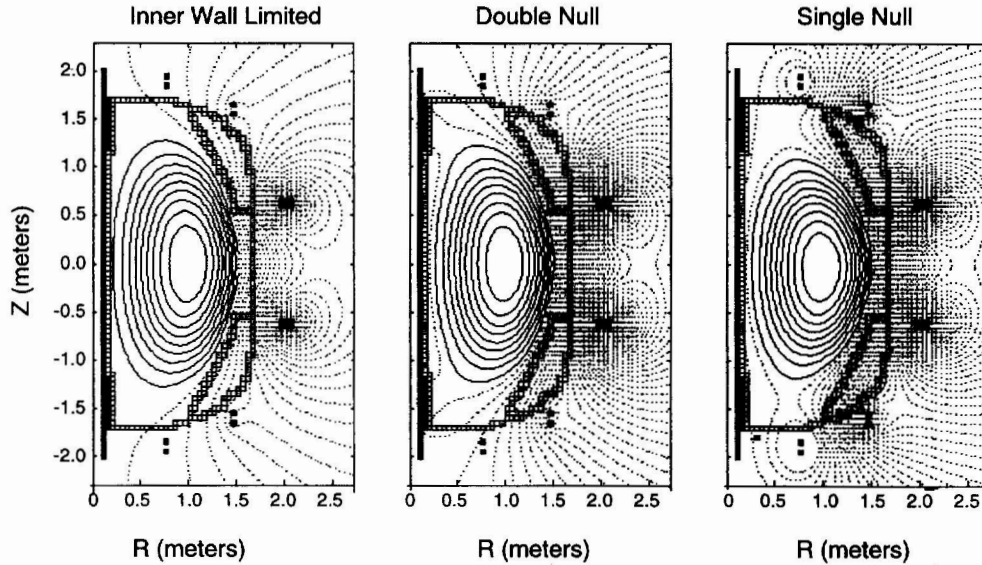 Inner Wall Limited
Double Null
Single Null
Z (meters)
2.0
1.5
1.0
0.5
0.0
-0.5
-1.0
-1.5
-2.0
0 0.5 1.0 1.5 2.0 2.5
0 0.5 1.0 1.5 2.0 2.5
0 0.5 1.0 1.5 2.0 2.5
R (meters)
R (meters)
R (meters)